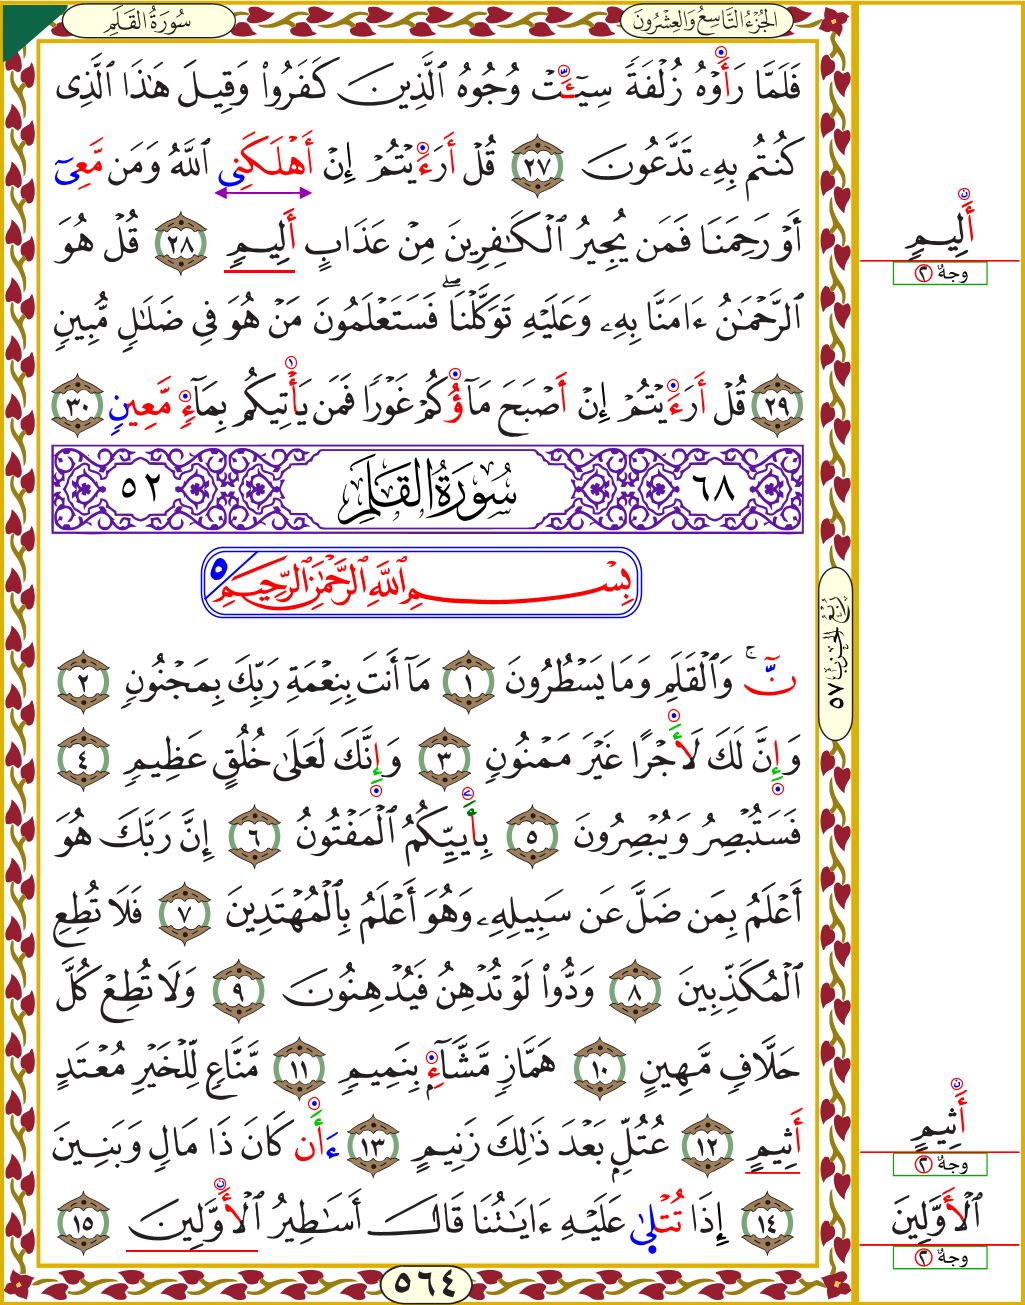 سُورَةُ القَلَمِ
الجُزْءُ التَّاسِعُ وَالعِشْرُونَ
فَلَمَّا رَأَوْهُ زُلْفَةً سِيٓـَٔتْ وُجُوهُ ٱلَّذِينَ كَفَرُواْ وَقِيلَ هَٰذَا ٱلَّذِى
كُنتُم بِهِۦ تَدَّعُونَ ٢٧ قُلْ أَرَءَيْتُمْ إِنْ أَهْلَكَنِى ٱللَّهُ وَمَن مَّعِىَ
أَوْ رَحِمَنَا فَمَن يُجِيرُ ٱلْكَٰفِرِينَ مِنْ عَذَابٍ أَلِيمٍ ٢٨ قُلْ هُوَ
ٱلرَّحْمَٰنُ ءَامَنَّا بِهِۦ وَعَلَيْهِ تَوَكَّلْنَا ۖ فَسَتَعْلَمُونَ مَنْ هُوَ فِى ضَلَٰلٍ مُّبِينٍ
٢٩ قُلْ أَرَءَيْتُمْ إِنْ أَصْبَحَ مَآؤُكُمْ غَوْرًا فَمَن يَأْتِيكُم بِمَآءٍ مَّعِينٍ ٣٠
٦٨ سُورَةُ القَلَمِ ٥٢
بِسْمِ ٱللَّهِ ٱلرَّحْمَٰنِ ٱلرَّحِيمِ ٥
نٓ ۚ وَٱلْقَلَمِ وَمَا يَسْطُرُونَ ١ مَآ أَنتَ بِنِعْمَةِ رَبِّكَ بِمَجْنُونٍ ٢
وَإِنَّ لَكَ لَأَجْرًا غَيْرَ مَمْنُونٍ ٣ وَإِنَّكَ لَعَلَىٰ خُلُقٍ عَظِيمٍ ٤
فَسَتُبْصِرُ وَيُبْصِرُونَ ٥ بِأَييِّكُمُ ٱلْمَفْتُونُ ٦ إِنَّ رَبَّكَ هُوَ
أَعْلَمُ بِمَن ضَلَّ عَن سَبِيلِهِۦ وَهُوَ أَعْلَمُ بِٱلْمُهْتَدِينَ ٧ فَلَا تُطِعِ
ٱلْمُكَذِّبِينَ ٨ وَدُّواْ لَوْ تُدْهِنُ فَيُدْهِنُونَ ٩ وَلَا تُطِعْ كُلَّ
حَلَّافٍ مَّهِينٍ ١٠ هَمَّازٍ مَّشَّآءٍ بِنَمِيمٍ ١١ مَّنَّاعٍ لِّلْخَيْرِ مُعْتَدٍ
أَثِيمٍ ١٢ عُتُلٍّ بَعْدَ ذَٰلِكَ زَنِيمٍ ١٣ ءَأَن كَانَ ذَا مَالٍ وَبَنِينَ
١٤ إِذَا تُتْلَىٰ عَلَيْهِ ءَايَٰتُنَا قَالَ أَسَٰطِيرُ ٱلْأَوَّلِينَ ١٥
٥٦٤
رُبْعُ الحِزْبِ ٥٧
أَلِيمٍ
وجهٌ ٢
أَثِيمٍ
وجهٌ ٢
ٱلْأَوَّلِينَ
وجهٌ ٢